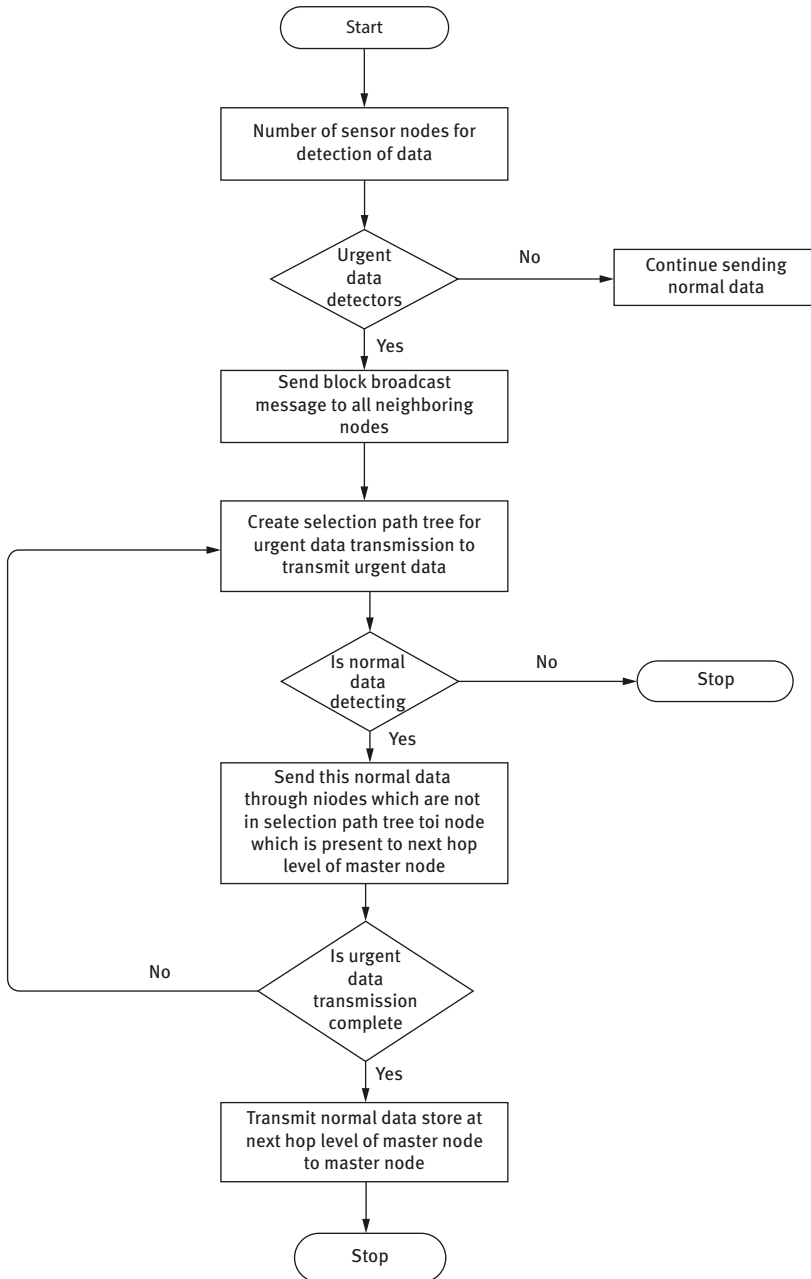 Start
Number of sensor nodes for
detection of data
Urgent
data
detectors
No
Continue sending
normal data
Yes
Send block broadcast
message to all neighboring
nodes
Create selection path tree for
urgent data transmission to
transmit urgent data
Is normal
data
detecting
No
Stop
Yes
Send this normal data
through niodes which are not
in selection path tree toi node
which is present to next hop
level of master node
Is urgent
data
transmission
complete
No
Yes
Transmit normal data store at
next hop level of master node
to master node
Stop